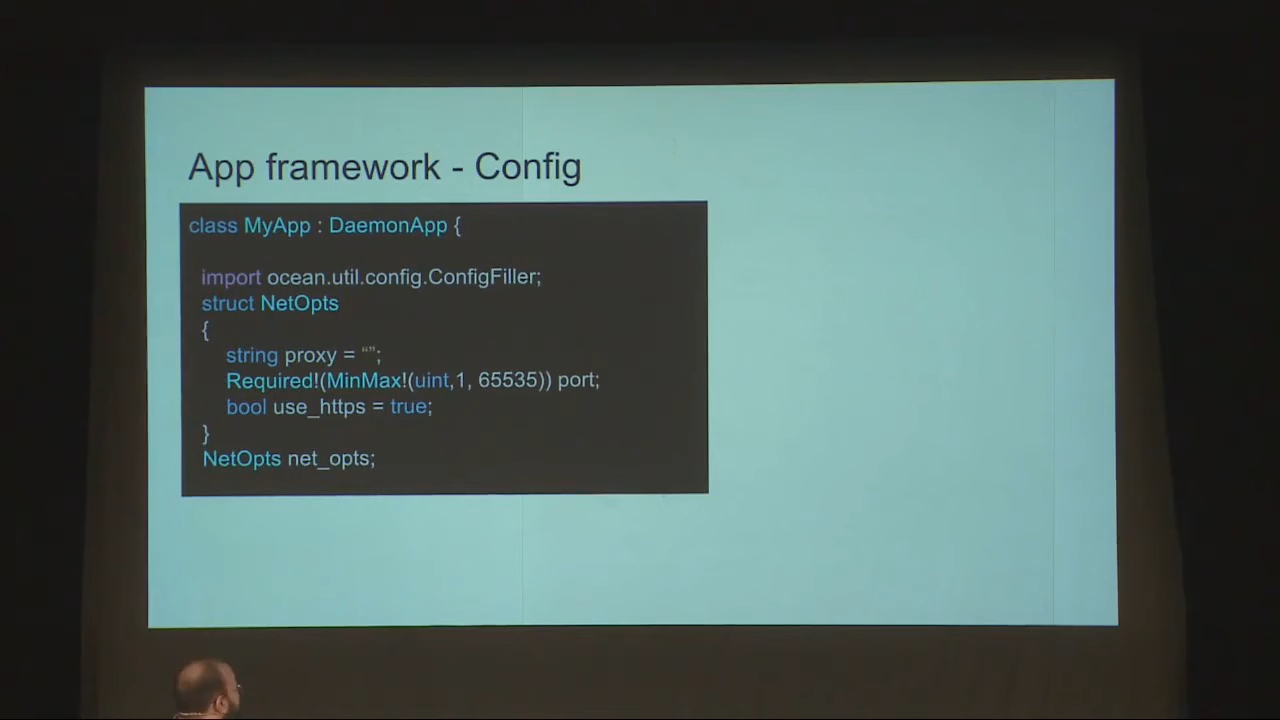 App framework - Config
class MyApp : DaemonApp {
import ocean.util.config.ConfigFiller;
struct NetOpts
{
string proxy = “”;
Required!(MinMax!(uint,1, 65535)) port;
bool use_https = true;
}
NetOpts net_opts;